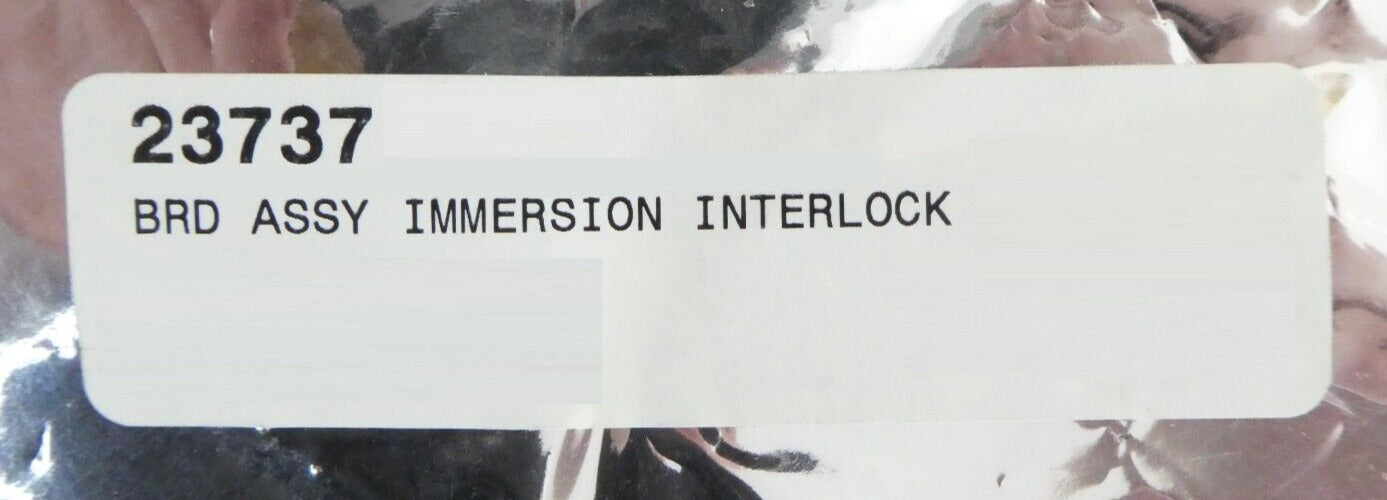 23737
BRD ASSY IMMERSION INTERLOCK